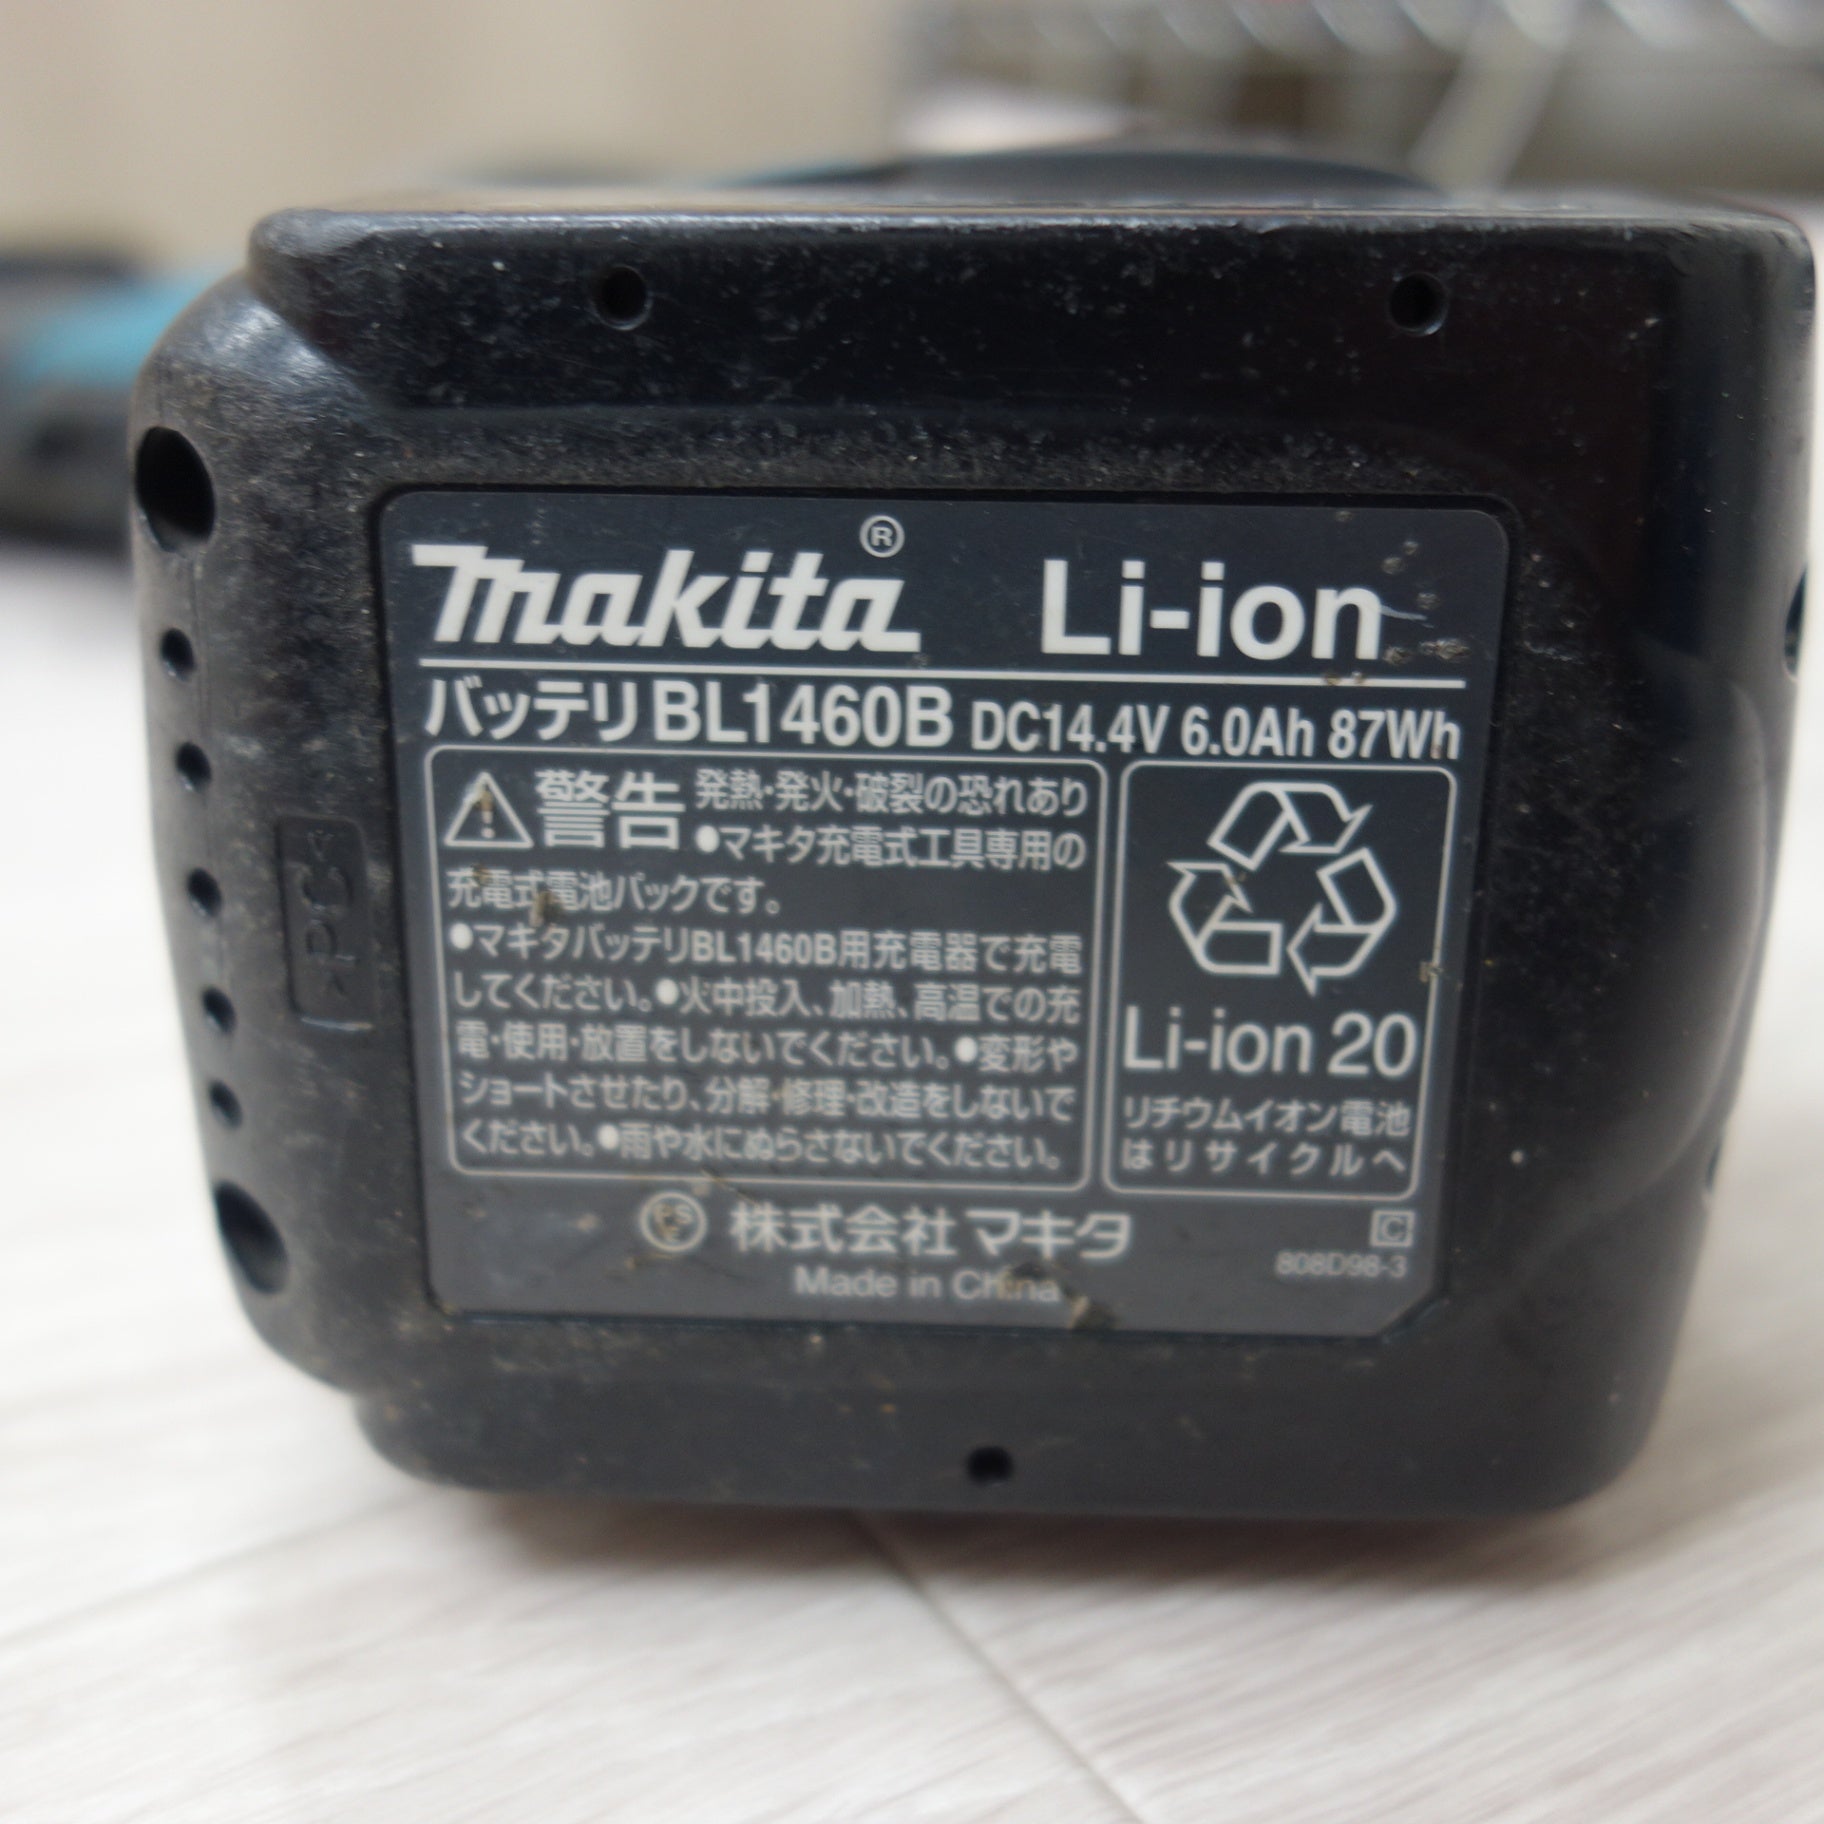 makita® Li-ion
バッテリBL1460B DC14.4V 6.0Ah 87Wh
警告 発熱・発火・破裂の恐れあり
●マキタ充電式工具専用の
充電式電池パックです。
●マキタバッテリBL1460B用充電器で充電
してください。●火中投入、加熱、高温での充
電・使用・放置をしないでください。●変形や
ショートさせたり、分解・修理・改造をしないで
ください。●雨や水にぬらさないでください。
Li-ion 20
リチウムイオン電池
はリサイクルへ
PSE 株式会社マキタ
Made in China
C
808D98-3
>PC<